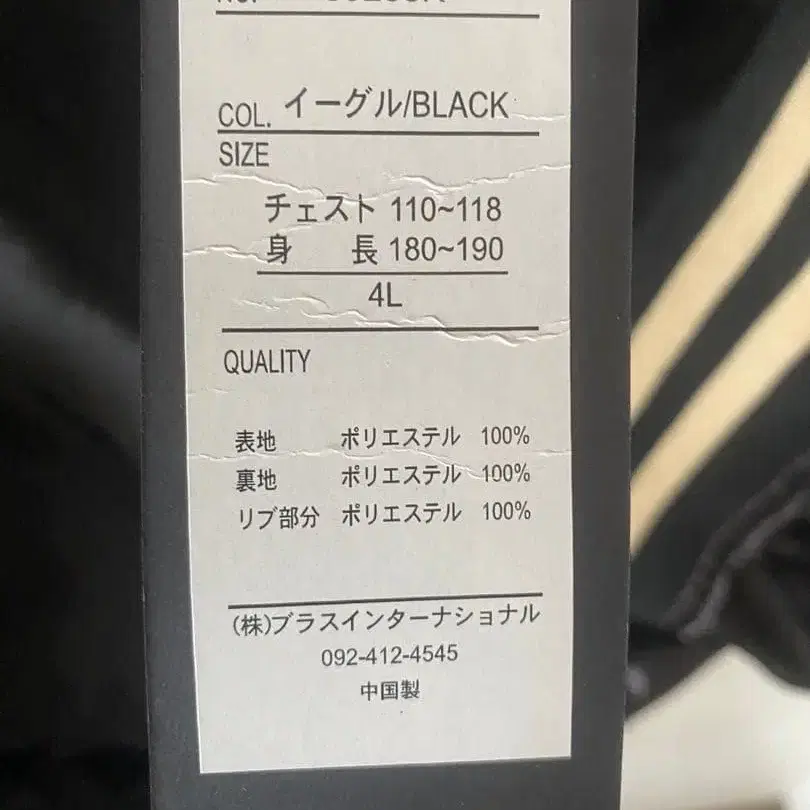 COL. イーグル/BLACK
SIZE
チェスト 110~118
身 長 180~190
4L
QUALITY
表地 ポリエステル 100%
裏地 ポリエステル 100%
リブ部分 ポリエステル 100%
(株)ブラスインターナショナル
092-412-4545
中国製